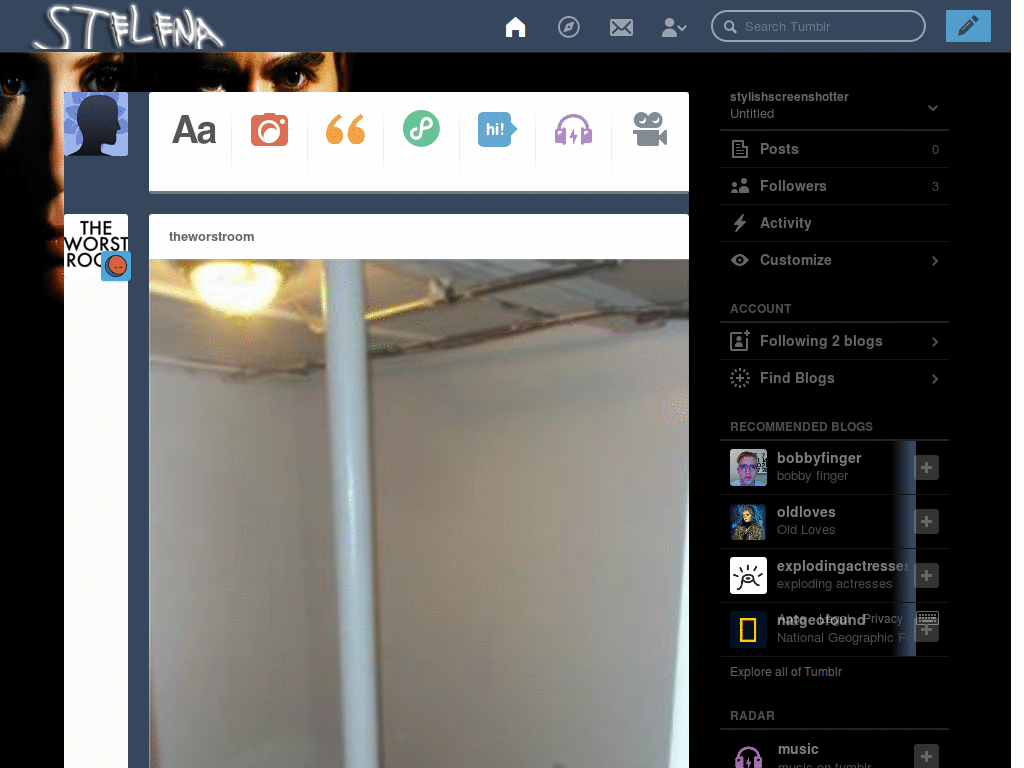 STELENA
Search Tumblr
stylishscreenshotter
Untitled
Aa
hi!
Posts 0
Followers 3
Activity
Customize
THE
WORST
theworstroom
ACCOUNT
Following 2 blogs
Find Blogs
RECOMMENDED BLOGS
bobbyfinger
bobby finger
oldloves
Old Loves
explodingactresses
exploding actresses
natgeofound
Legal Privacy
National Geographic
Explore all of Tumblr
RADAR
music
music on tumblr